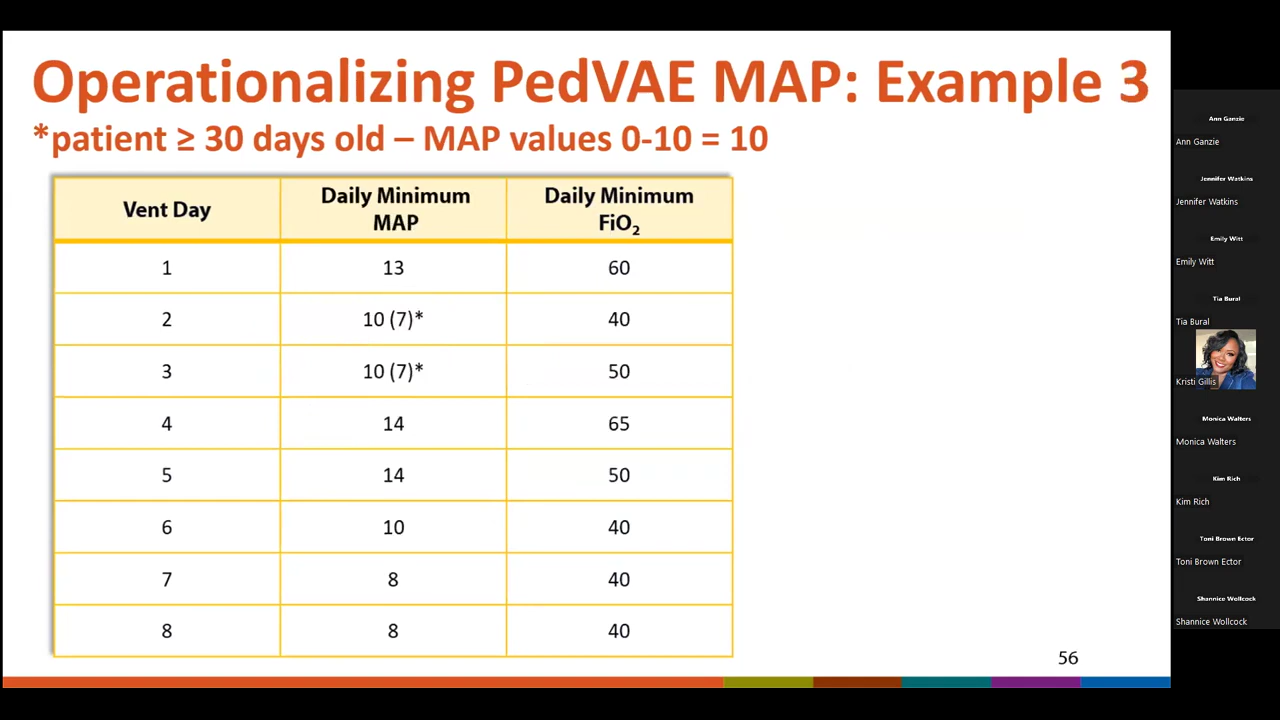 Operationalizing PedVAE MAP: Example 3
*patient ≥ 30 days old – MAP values 0-10 = 10
Vent Day
Daily Minimum
MAP
Daily Minimum
FiO₂
1 13 60
2 10 (7)* 40
3 10 (7)* 50
4 14 65
5 14 50
6 10 40
7 8 40
8 8 40
56
Ann Ganzie
Ann Ganzie
Jennifer Watkins
Jennifer Watkins
Emily Witt
Emily Witt
Tia Bural
Tia Bural
Kristi Gillis
Monica Walters
Monica Walters
Kim Rich
Kim Rich
Toni Brown Ector
Toni Brown Ector
Shannice Wollcock
Shannice Wollcock